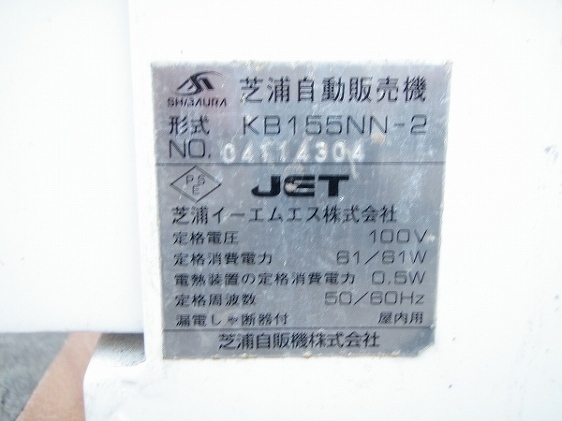 SHIBAURA 芝浦自動販売機
形式 KB155NN-2
NO. 04114304
PSE JET
芝浦イーエムエス株式会社
定格電圧 100V
定格消費電力 61/61W
電熱装置の定格消費電力 0.5W
定格周波数 50/60Hz
漏電しゃ断器付 屋内用
芝浦自販機株式会社